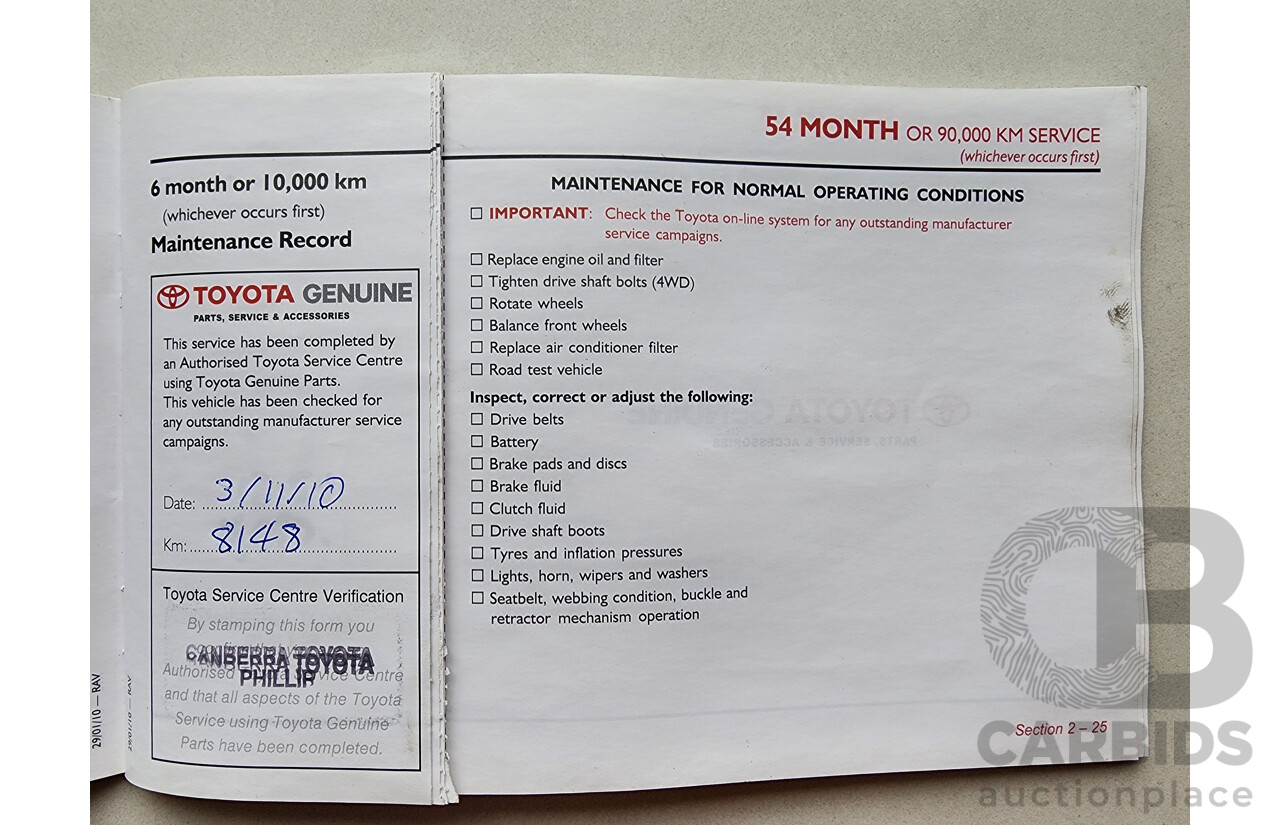 6 month or 10,000 km
(whichever occurs first)
Maintenance Record
TOYOTA GENUINE
PARTS, SERVICE & ACCESSORIES
This service has been completed by
an Authorised Toyota Service Centre
using Toyota Genuine Parts.
This vehicle has been checked for
any outstanding manufacturer service
campaigns.
Date: 3/11/10
Km: 8148
Toyota Service Centre Verification
By stamping this form you
CANBERRA TOYOTA
PHILLIP
Authorised Service Centre
and that all aspects of the Toyota
Service using Toyota Genuine
Parts have been completed.
29/01/10 — RAV
29/01/10 — RAV
54 MONTH OR 90,000 KM SERVICE
(whichever occurs first)
MAINTENANCE FOR NORMAL OPERATING CONDITIONS
IMPORTANT: Check the Toyota on-line system for any outstanding manufacturer
service campaigns.
Replace engine oil and filter
Tighten drive shaft bolts (4WD)
Rotate wheels
Balance front wheels
Replace air conditioner filter
Road test vehicle
Inspect, correct or adjust the following:
Drive belts
Battery
Brake pads and discs
Brake fluid
Clutch fluid
Drive shaft boots
Tyres and inflation pressures
Lights, horn, wipers and washers
Seatbelt, webbing condition, buckle and
retractor mechanism operation
Section 2 – 25
CB
CARBIDS
auctionplace